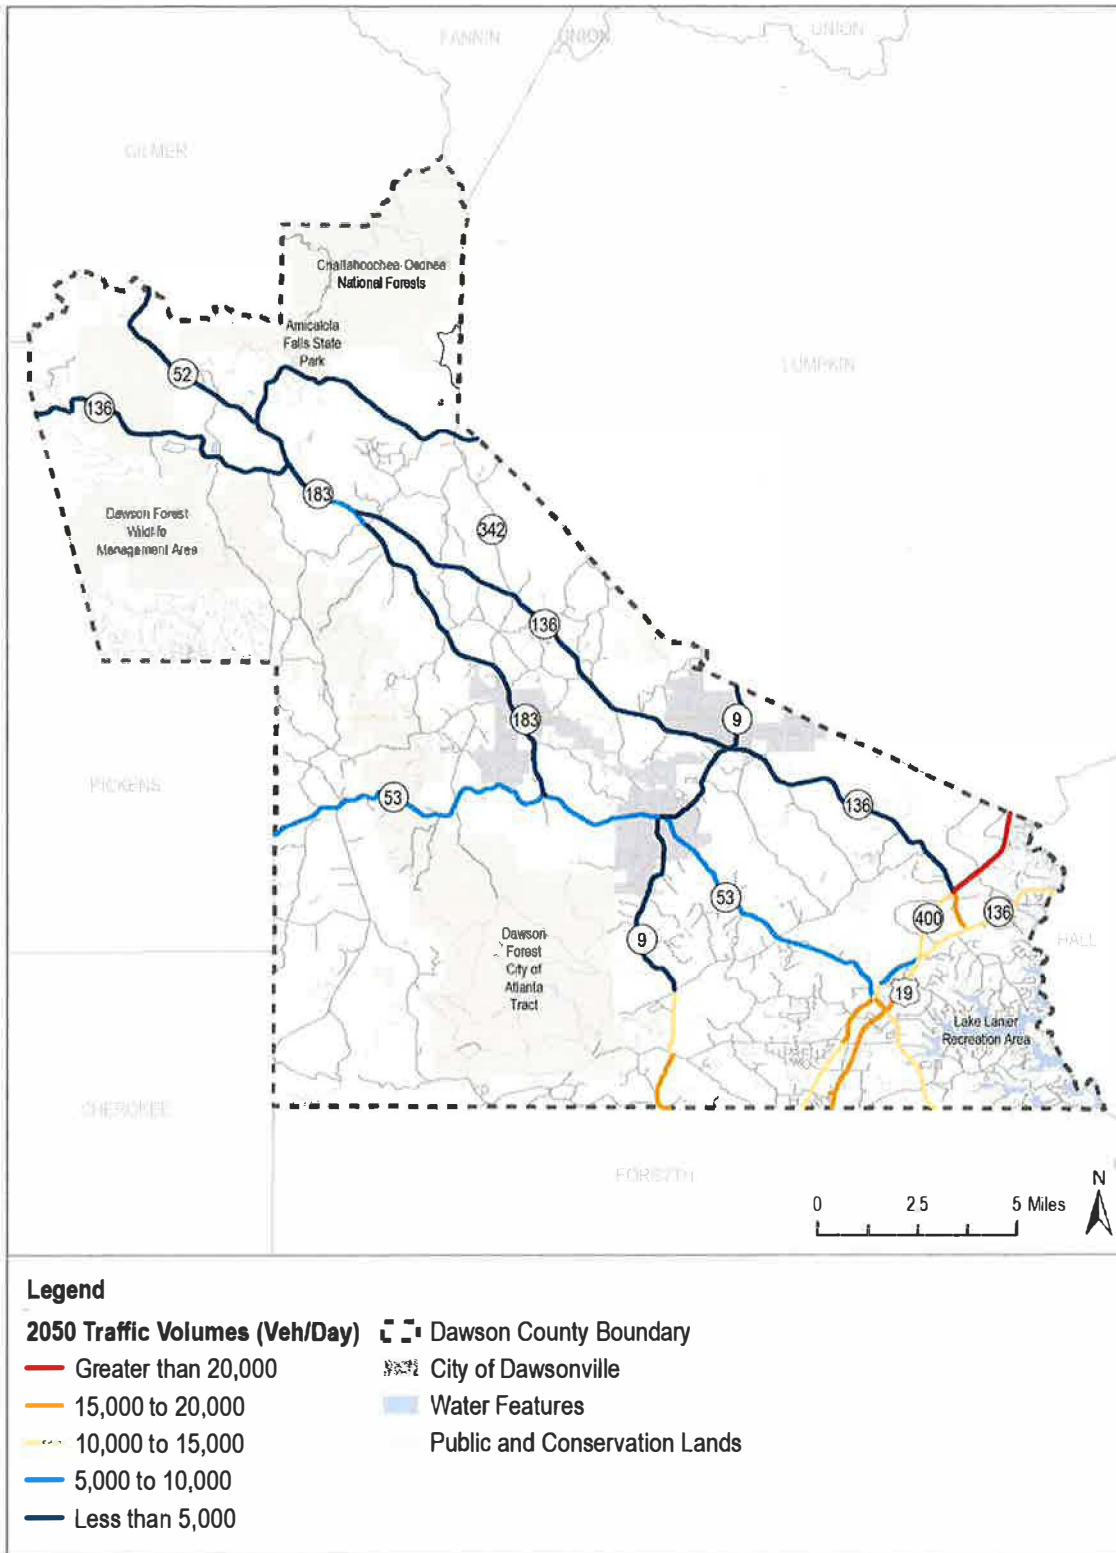 FANNIN
UNION
UNION
GILMER
Chattahoochee-Oconee
National Forests
Amicalola
Falls State
Park
LUMPKIN
52
136
183
Dawson Forest
Wildlife
Management Area
342
136
183
9
PICKENS
53
136
53
400
136
9
HALL
Dawson
Forest
City of
Atlanta
Tract
19
Lake Lanier
Recreation Area
CHEROKEE
FORSYTH
N
0 2.5 5 Miles
Legend
2050 Traffic Volumes (Veh/Day)
Greater than 20,000
15,000 to 20,000
10,000 to 15,000
5,000 to 10,000
Less than 5,000
Dawson County Boundary
City of Dawsonville
Water Features
Public and Conservation Lands